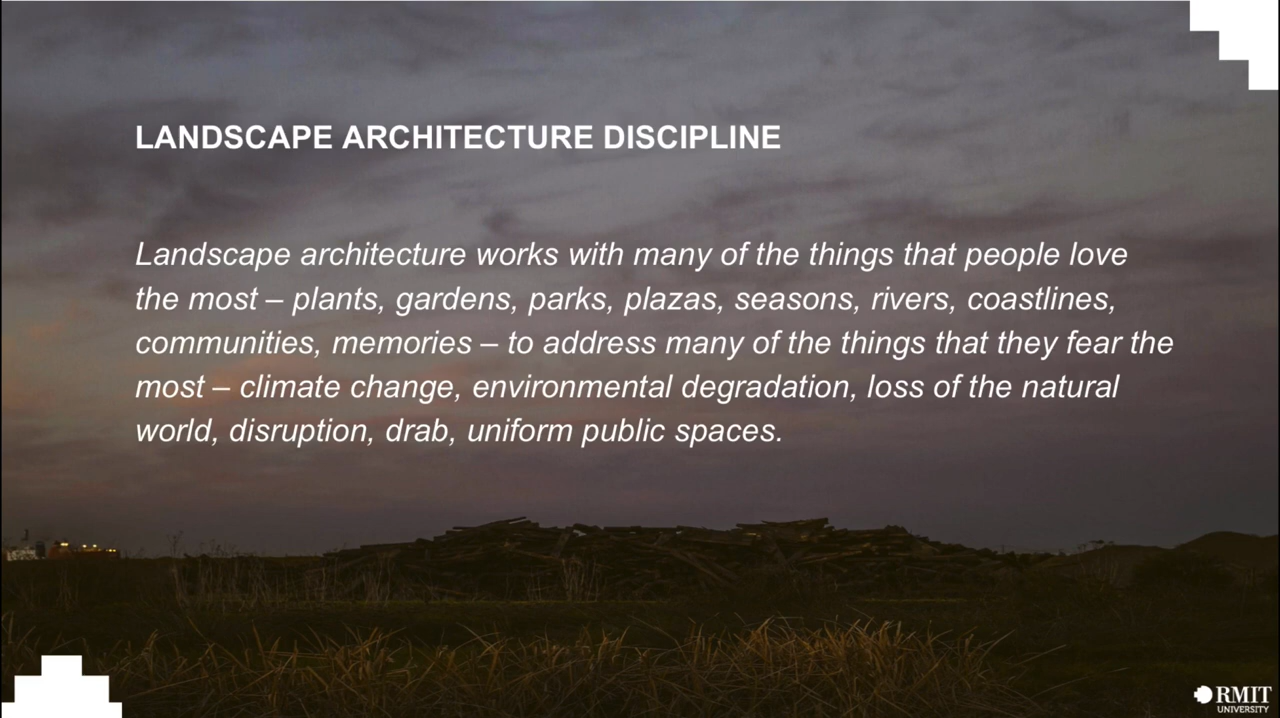 LANDSCAPE ARCHITECTURE DISCIPLINE
Landscape architecture works with many of the things that people love
the most – plants, gardens, parks, plazas, seasons, rivers, coastlines,
communities, memories – to address many of the things that they fear the
most – climate change, environmental degradation, loss of the natural
world, disruption, drab, uniform public spaces.
RMIT
UNIVERSITY